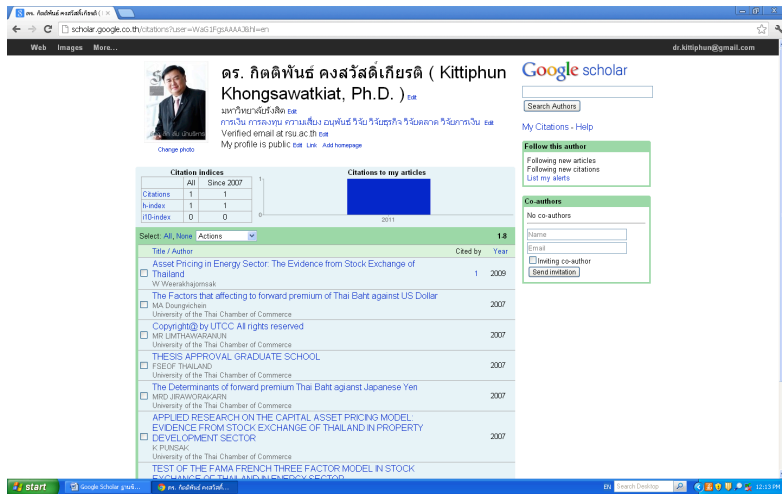 ดร. กิตติพันธ์ คงสวัสดิ์เกียรติ (
scholar.google.co.th/citations?user=WaG1FgsAAAAJ&hl=en
Web Images More...
dr.kittiphun@gmail.com
ดร. กิตติพันธ์ คงสวัสดิ์เกียรติ ( Kittiphun
Khongsawatkiat, Ph.D. ) Edit
มหาวิทยาลัยรังสิต Edit
การเงิน การลงทุน ความเสี่ยง อนุพันธ์ วิจัย วิจัยธุรกิจ วิจัยตลาด วิจัยการเงิน Edit
Verified email at rsu.ac.th Edit
My profile is public Edit Link Add homepage
Change photo
Google scholar
Search Authors
My Citations - Help
Follow this author
Following new articles
Following new citations
List my alerts
Co-authors
No co-authors
Name
Email
Inviting co-author
Send invitation
Citation indices
All Since 2007
Citations 1 1
h-index 1 1
i10-index 0 0
Citations to my articles
1
0
2011
Select: All, None Actions 1-8
Title / Author Cited by Year
Asset Pricing in Energy Sector: The Evidence from Stock Exchange of
Thailand 1 2009
W Weerakhajornsak
The Factors that affecting to forward premium of Thai Baht against US Dollar
MA Doungvichein 2007
University of the Thai Chamber of Commerce
Copyright@ by UTCC All rights reserved
MR LIMTHAWARANUN 2007
University of the Thai Chamber of Commerce
THESIS APPROVAL GRADUATE SCHOOL
FSEOF THAILAND 2007
University of the Thai Chamber of Commerce
The Determinants of forward premium Thai Baht agianst Japanese Yen
MRD JIRAWORAKARN 2007
University of the Thai Chamber of Commerce
APPLIED RESEARCH ON THE CAPITAL ASSET PRICING MODEL:
EVIDENCE FROM STOCK EXCHANGE OF THAILAND IN PROPERTY
DEVELOPMENT SECTOR 2007
K PUNSAK
University of the Thai Chamber of Commerce
TEST OF THE FAMA FRENCH THREE FACTOR MODEL IN STOCK
EXCHANGE OF THAILAND IN ENERGY SECTOR
start
Google Scholar
ดร. กิตติพันธ์ คงสวัสดิ์...
EN Search Desktop
12:13 PM